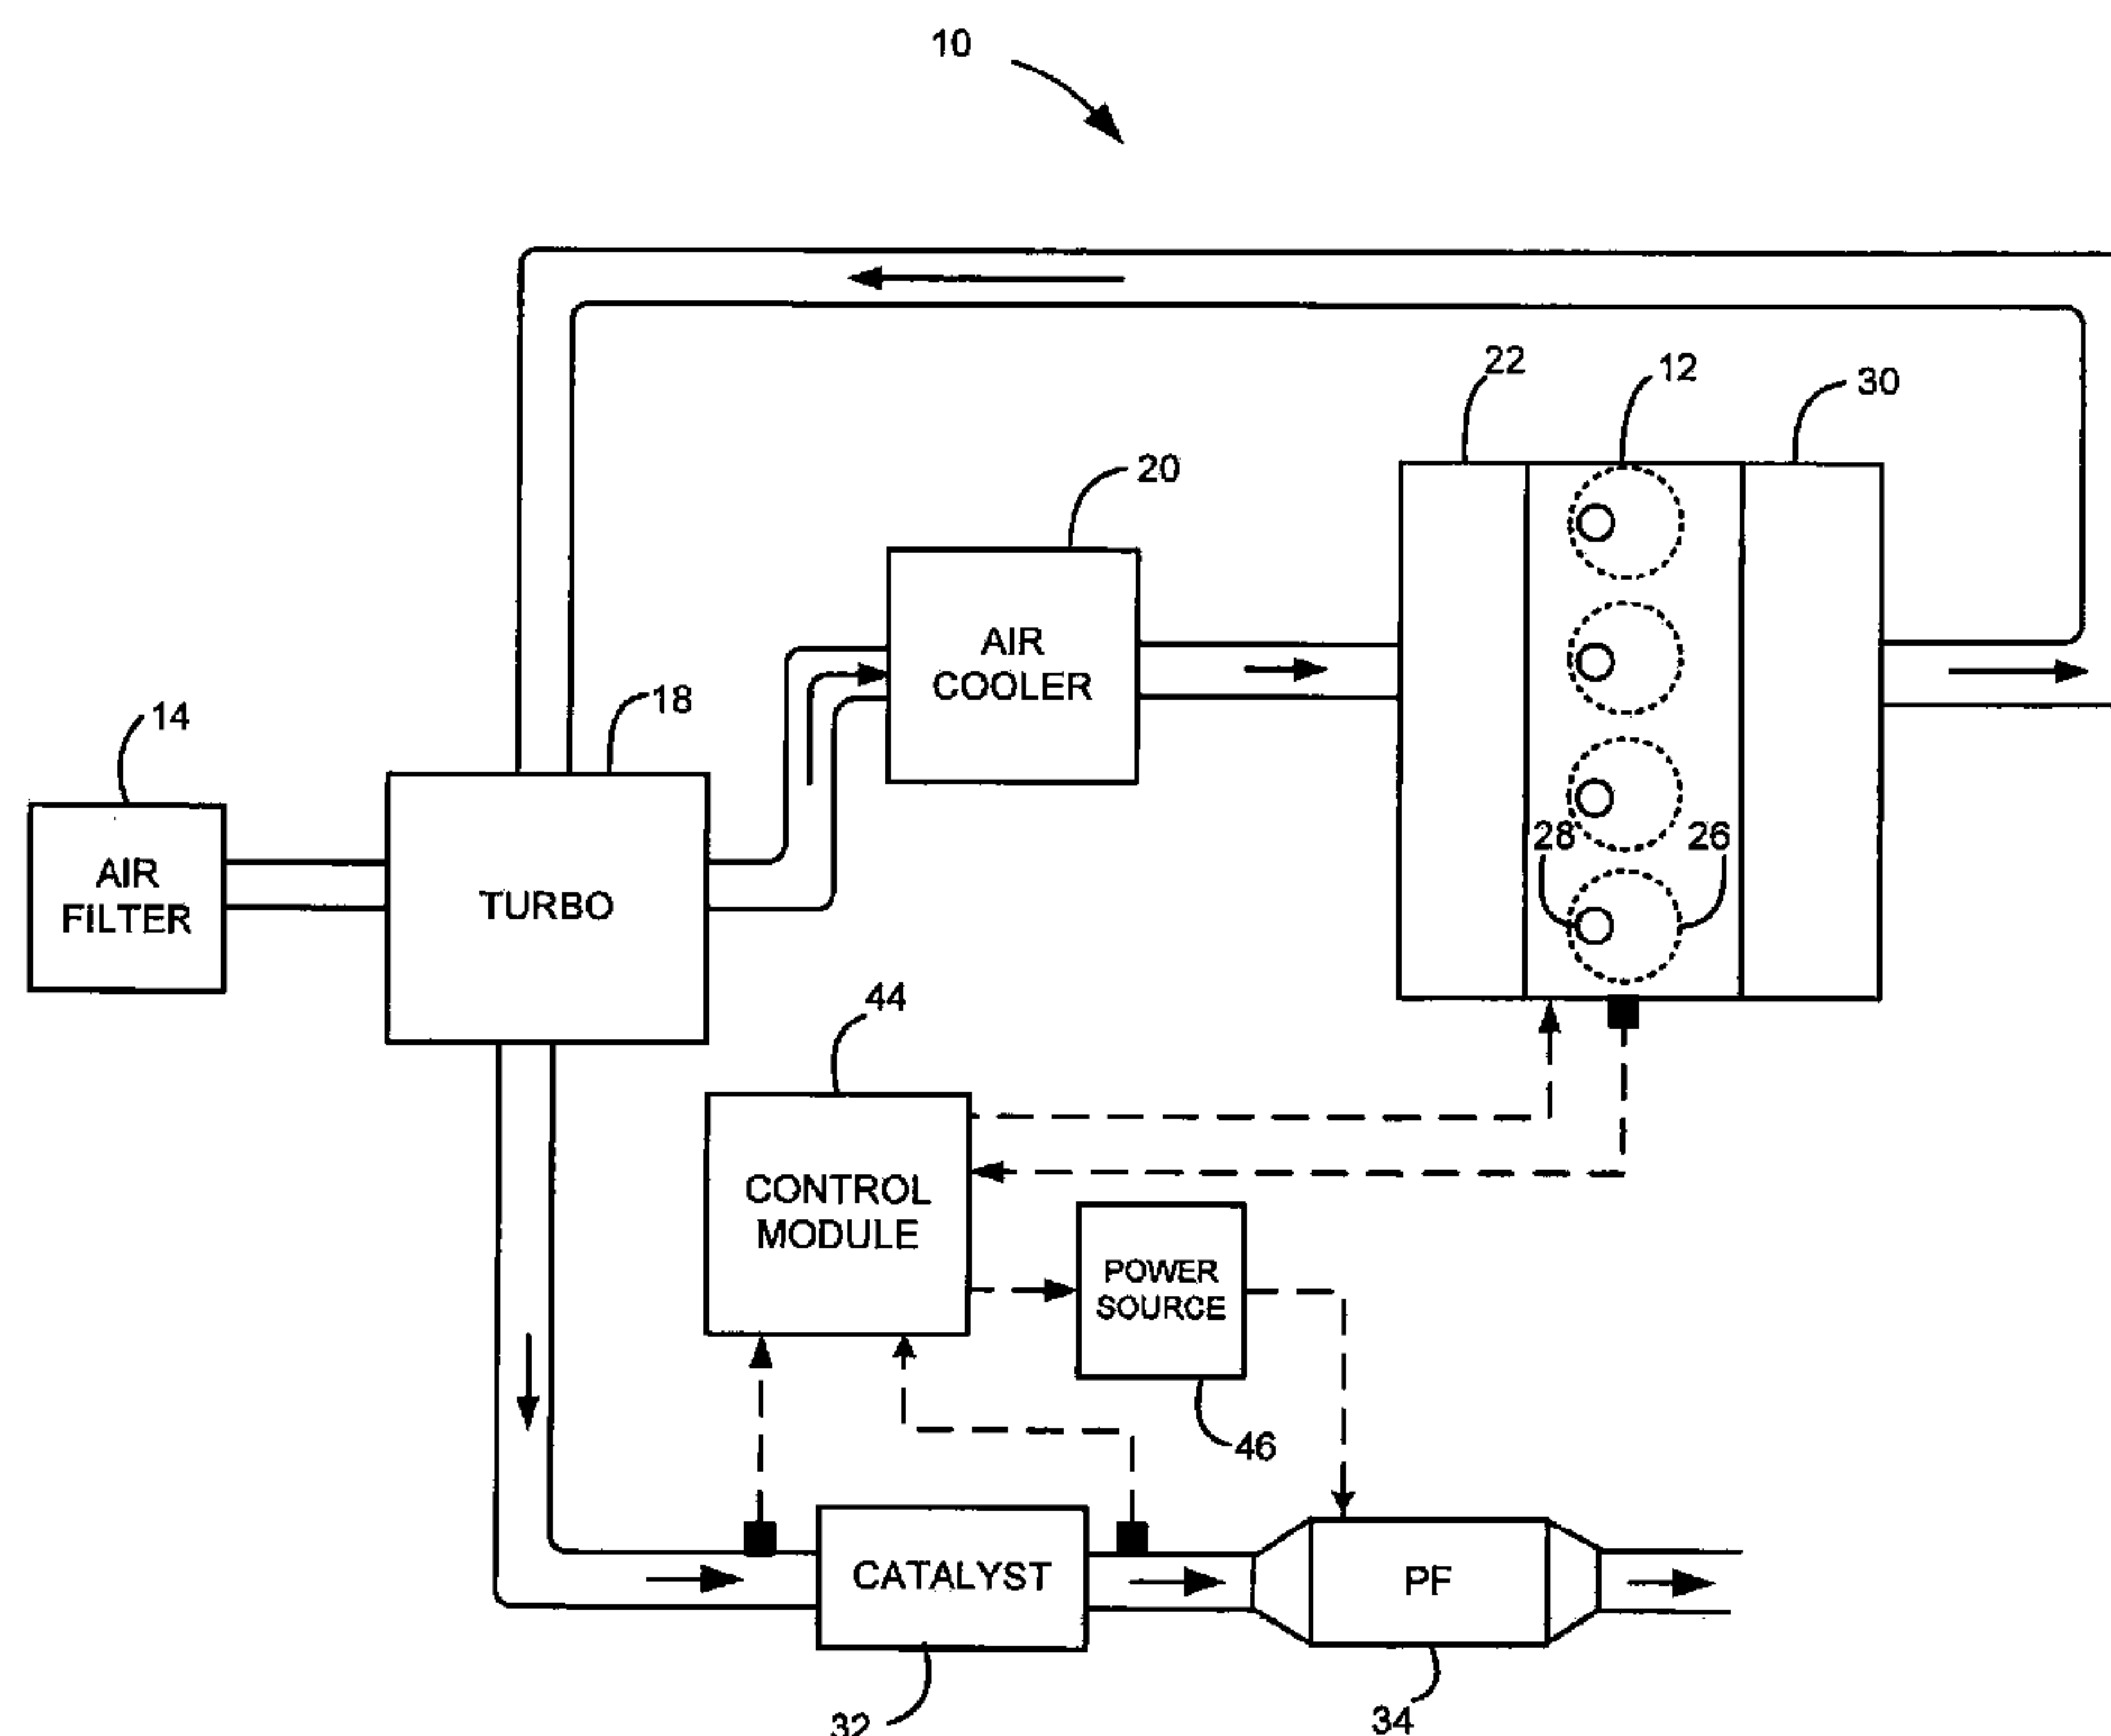 10
22
12
30
20
AIR
COOLER
14
18
AIR
FILTER
TURBO
28
26
44
CONTROL
MODULE
POWER
SOURCE
46
CATALYST
PF
32
34